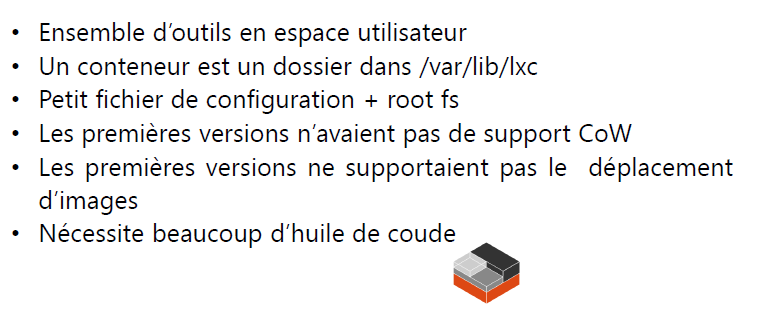 • Ensemble d’outils en espace utilisateur
• Un conteneur est un dossier dans /var/lib/lxc
• Petit fichier de configuration + root fs
• Les premières versions n’avaient pas de support CoW
• Les premières versions ne supportaient pas le déplacement
d’images
• Nécessite beaucoup d’huile de coude